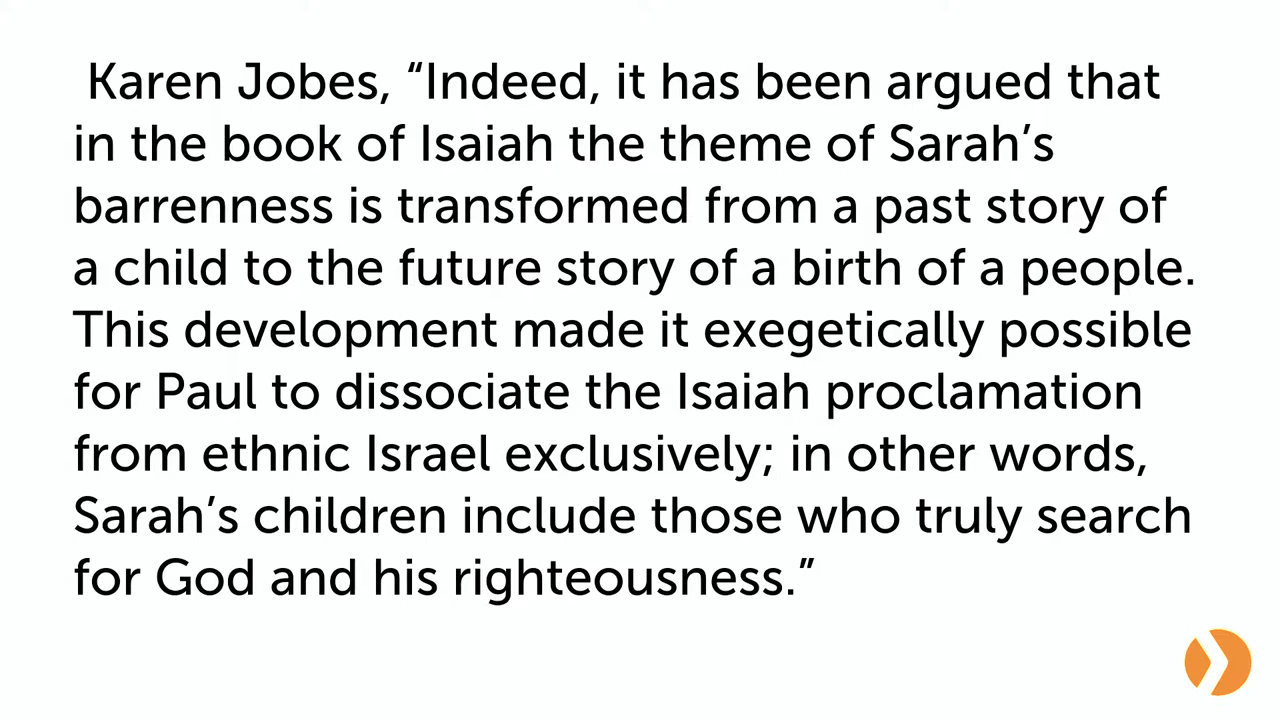 Karen Jobes, “Indeed, it has been argued that
in the book of Isaiah the theme of Sarah’s
barrenness is transformed from a past story of
a child to the future story of a birth of a people.
This development made it exegetically possible
for Paul to dissociate the Isaiah proclamation
from ethnic Israel exclusively; in other words,
Sarah’s children include those who truly search
for God and his righteousness.”